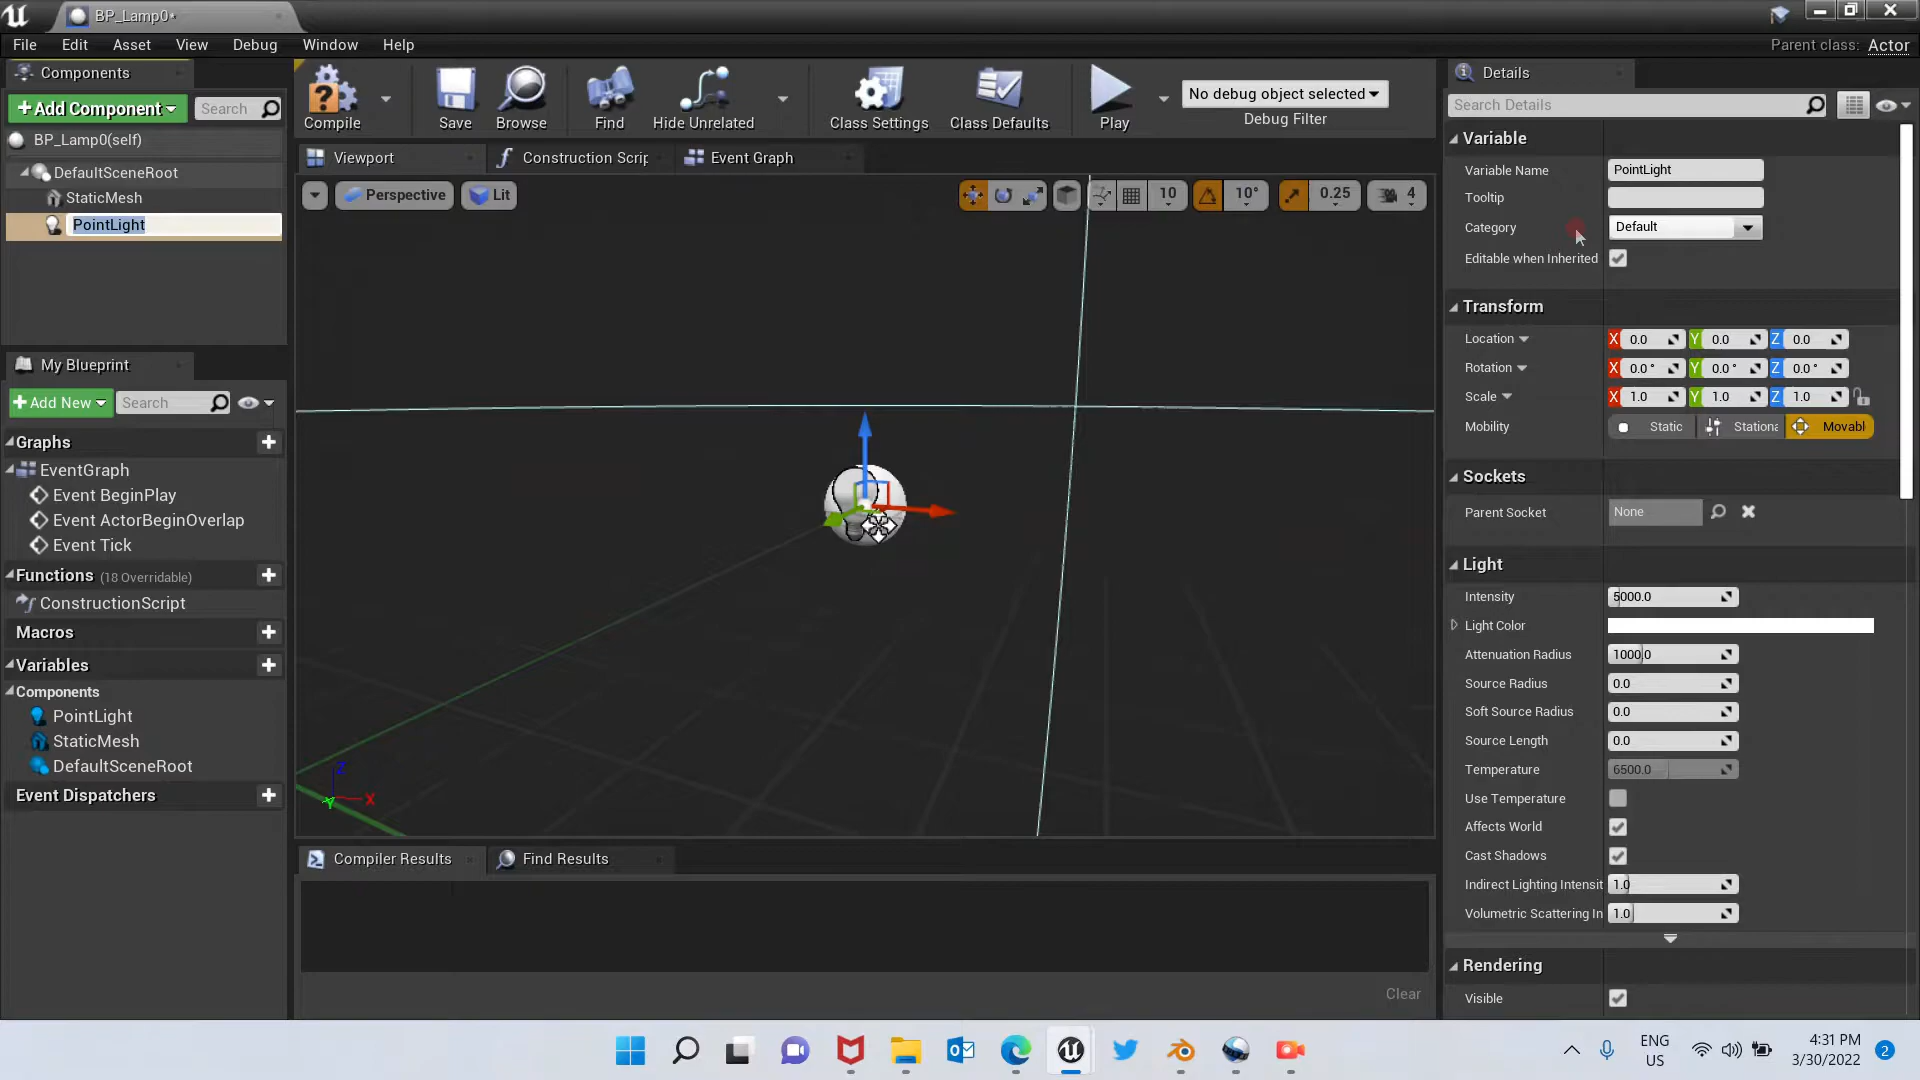 BP_Lamp0*
File
Edit
Asset
View
Debug
Window
Help
Parent class: Actor
Components
Add Component
Search
Compile
Save
Browse
Find
Hide Unrelated
Class Settings
Class Defaults
Play
No debug object selected
Debug Filter
Details
Search Details
BP_Lamp0(self)
DefaultSceneRoot
StaticMesh
PointLight
Viewport
Construction Scrip
Event Graph
Perspective
Lit
10
10°
0.25
4
Variable
Variable Name
PointLight
Tooltip
Category
Default
Editable when Inherited
Transform
Location
X 0.0
Y 0.0
Z 0.0
Rotation
X 0.0 °
Y 0.0 °
Z 0.0 °
Scale
X 1.0
Y 1.0
Z 1.0
Mobility
Static
Stationa
Movabl
Sockets
Parent Socket
None
Light
Intensity
5000.0
Light Color
Attenuation Radius
1000.0
Source Radius
0.0
Soft Source Radius
0.0
Source Length
0.0
Temperature
6500.0
Use Temperature
Affects World
Cast Shadows
Indirect Lighting Intensit
1.0
Volumetric Scattering In
1.0
Rendering
Visible
My Blueprint
Add New
Search
Graphs
EventGraph
Event BeginPlay
Event ActorBeginOverlap
Event Tick
Functions (18 Overridable)
ConstructionScript
Macros
Variables
Components
PointLight
StaticMesh
DefaultSceneRoot
Event Dispatchers
Z
X
Y
Compiler Results
Find Results
Clear
ENG
US
4:31 PM
3/30/2022
2